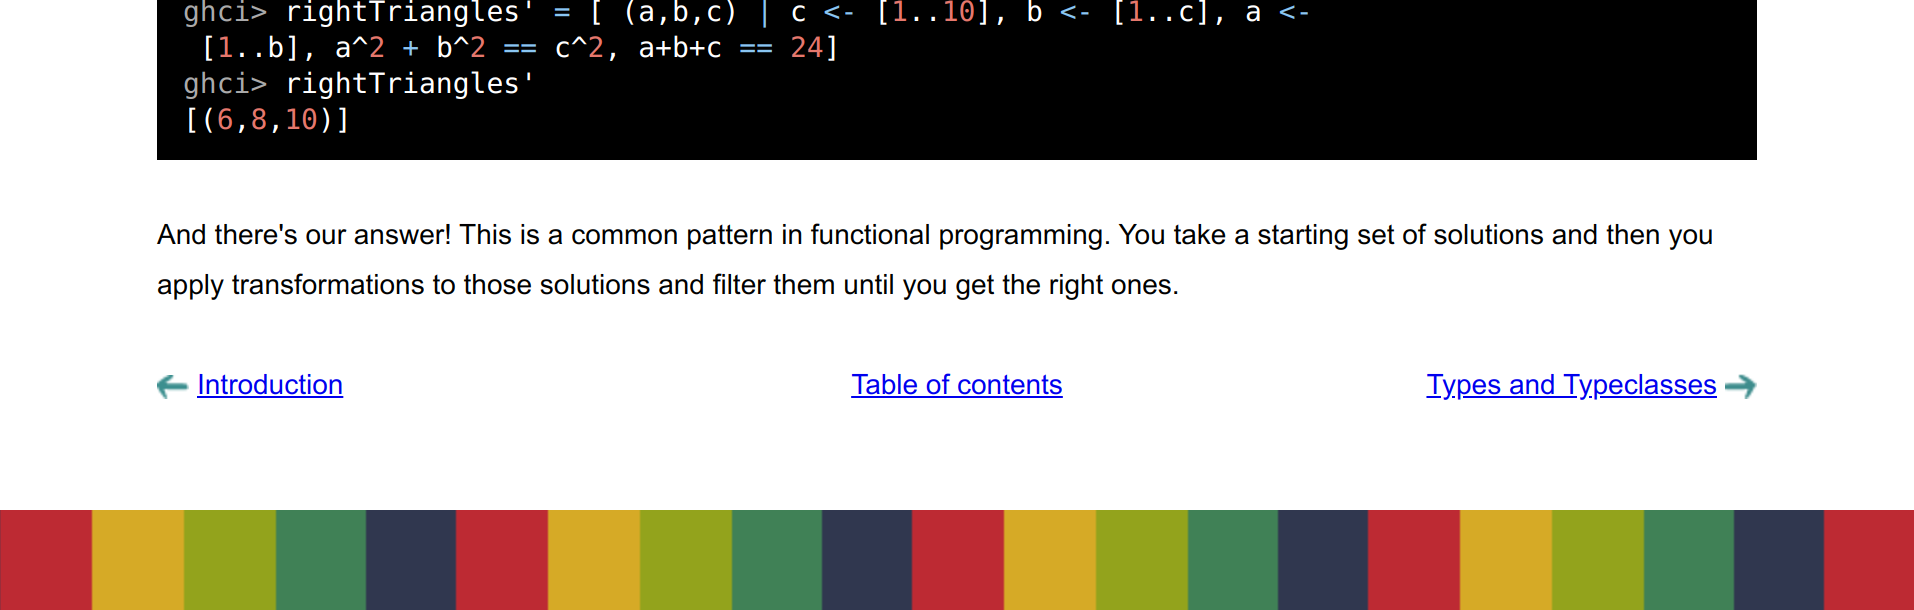 ghci> rightTriangles' = [ (a,b,c) | c <- [1..10], b <- [1..c], a <-
[1..b], a^2 + b^2 == c^2, a+b+c == 24]
ghci> rightTriangles'
[(6,8,10)]
And there's our answer! This is a common pattern in functional programming. You take a starting set of solutions and then you
apply transformations to those solutions and filter them until you get the right ones.
Introduction
Table of contents
Types and Typeclasses